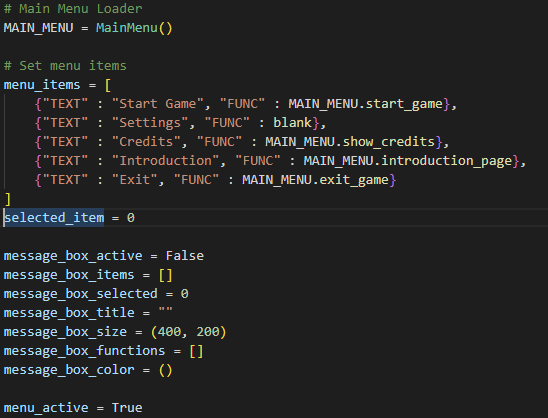 # Main Menu Loader
MAIN_MENU = MainMenu()

# Set menu items
menu_items = [
    {"TEXT" : "Start Game", "FUNC" : MAIN_MENU.start_game},
    {"TEXT" : "Settings", "FUNC" : blank},
    {"TEXT" : "Credits", "FUNC" : MAIN_MENU.show_credits},
    {"TEXT" : "Introduction", "FUNC" : MAIN_MENU.introduction_page},
    {"TEXT" : "Exit", "FUNC" : MAIN_MENU.exit_game}
]
selected_item = 0

message_box_active = False
message_box_items = []
message_box_selected = 0
message_box_title = ""
message_box_size = (400, 200)
message_box_functions = []
message_box_color = ()

menu_active = True